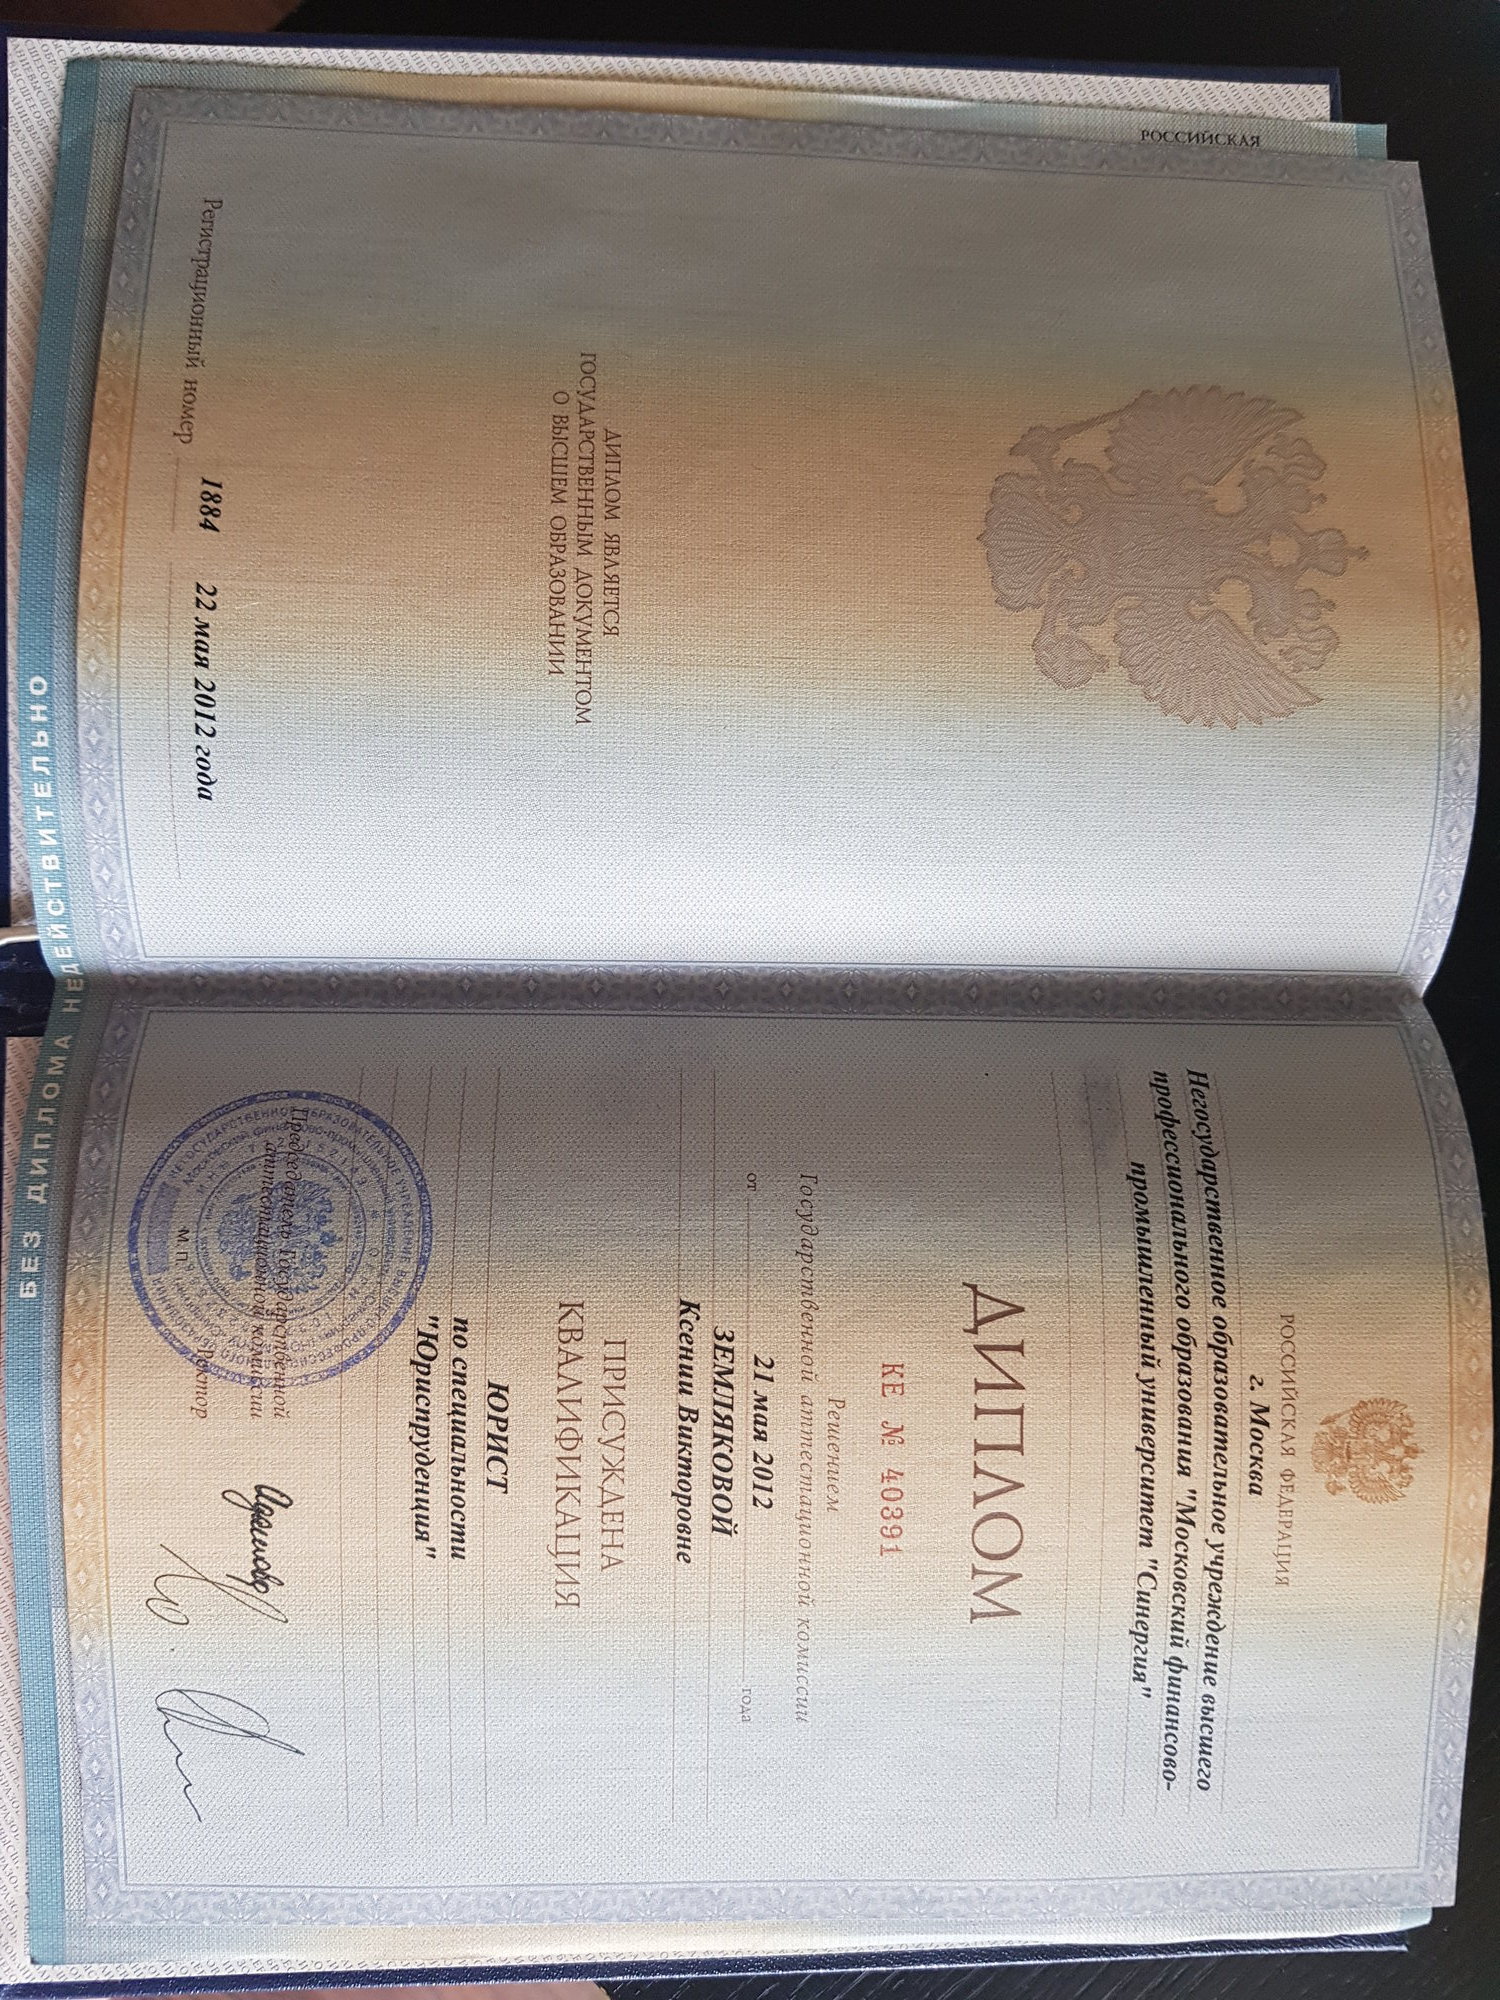 РОССИЙСКАЯ
ДИПЛОМ ЯВЛЯЕТСЯ
ГОСУДАРСТВЕННЫМ ДОКУМЕНТОМ
О ВЫСШЕМ ОБРАЗОВАНИИ
Регистрационный номер 1884 22 мая 2012 года
РОССИЙСКАЯ ФЕДЕРАЦИЯ
г. Москва
Негосударственное образовательное учреждение высшего
профессионального образования "Московский финансово-
промышленный университет "Синергия"
ДИПЛОМ
КЕ № 40391
Решением
Государственной аттестационной комиссии
от 21 мая 2012 года
ЗЕМЛЯКОВОЙ
Ксении Викторовне
ПРИСУЖДЕНА
КВАЛИФИКАЦИЯ
ЮРИСТ
по специальности
"Юриспруденция"
Председатель Государственной
аттестационной комиссии
Ректор
М.П.
БЕЗ ДИПЛОМА НЕДЕЙСТВИТЕЛЬНО